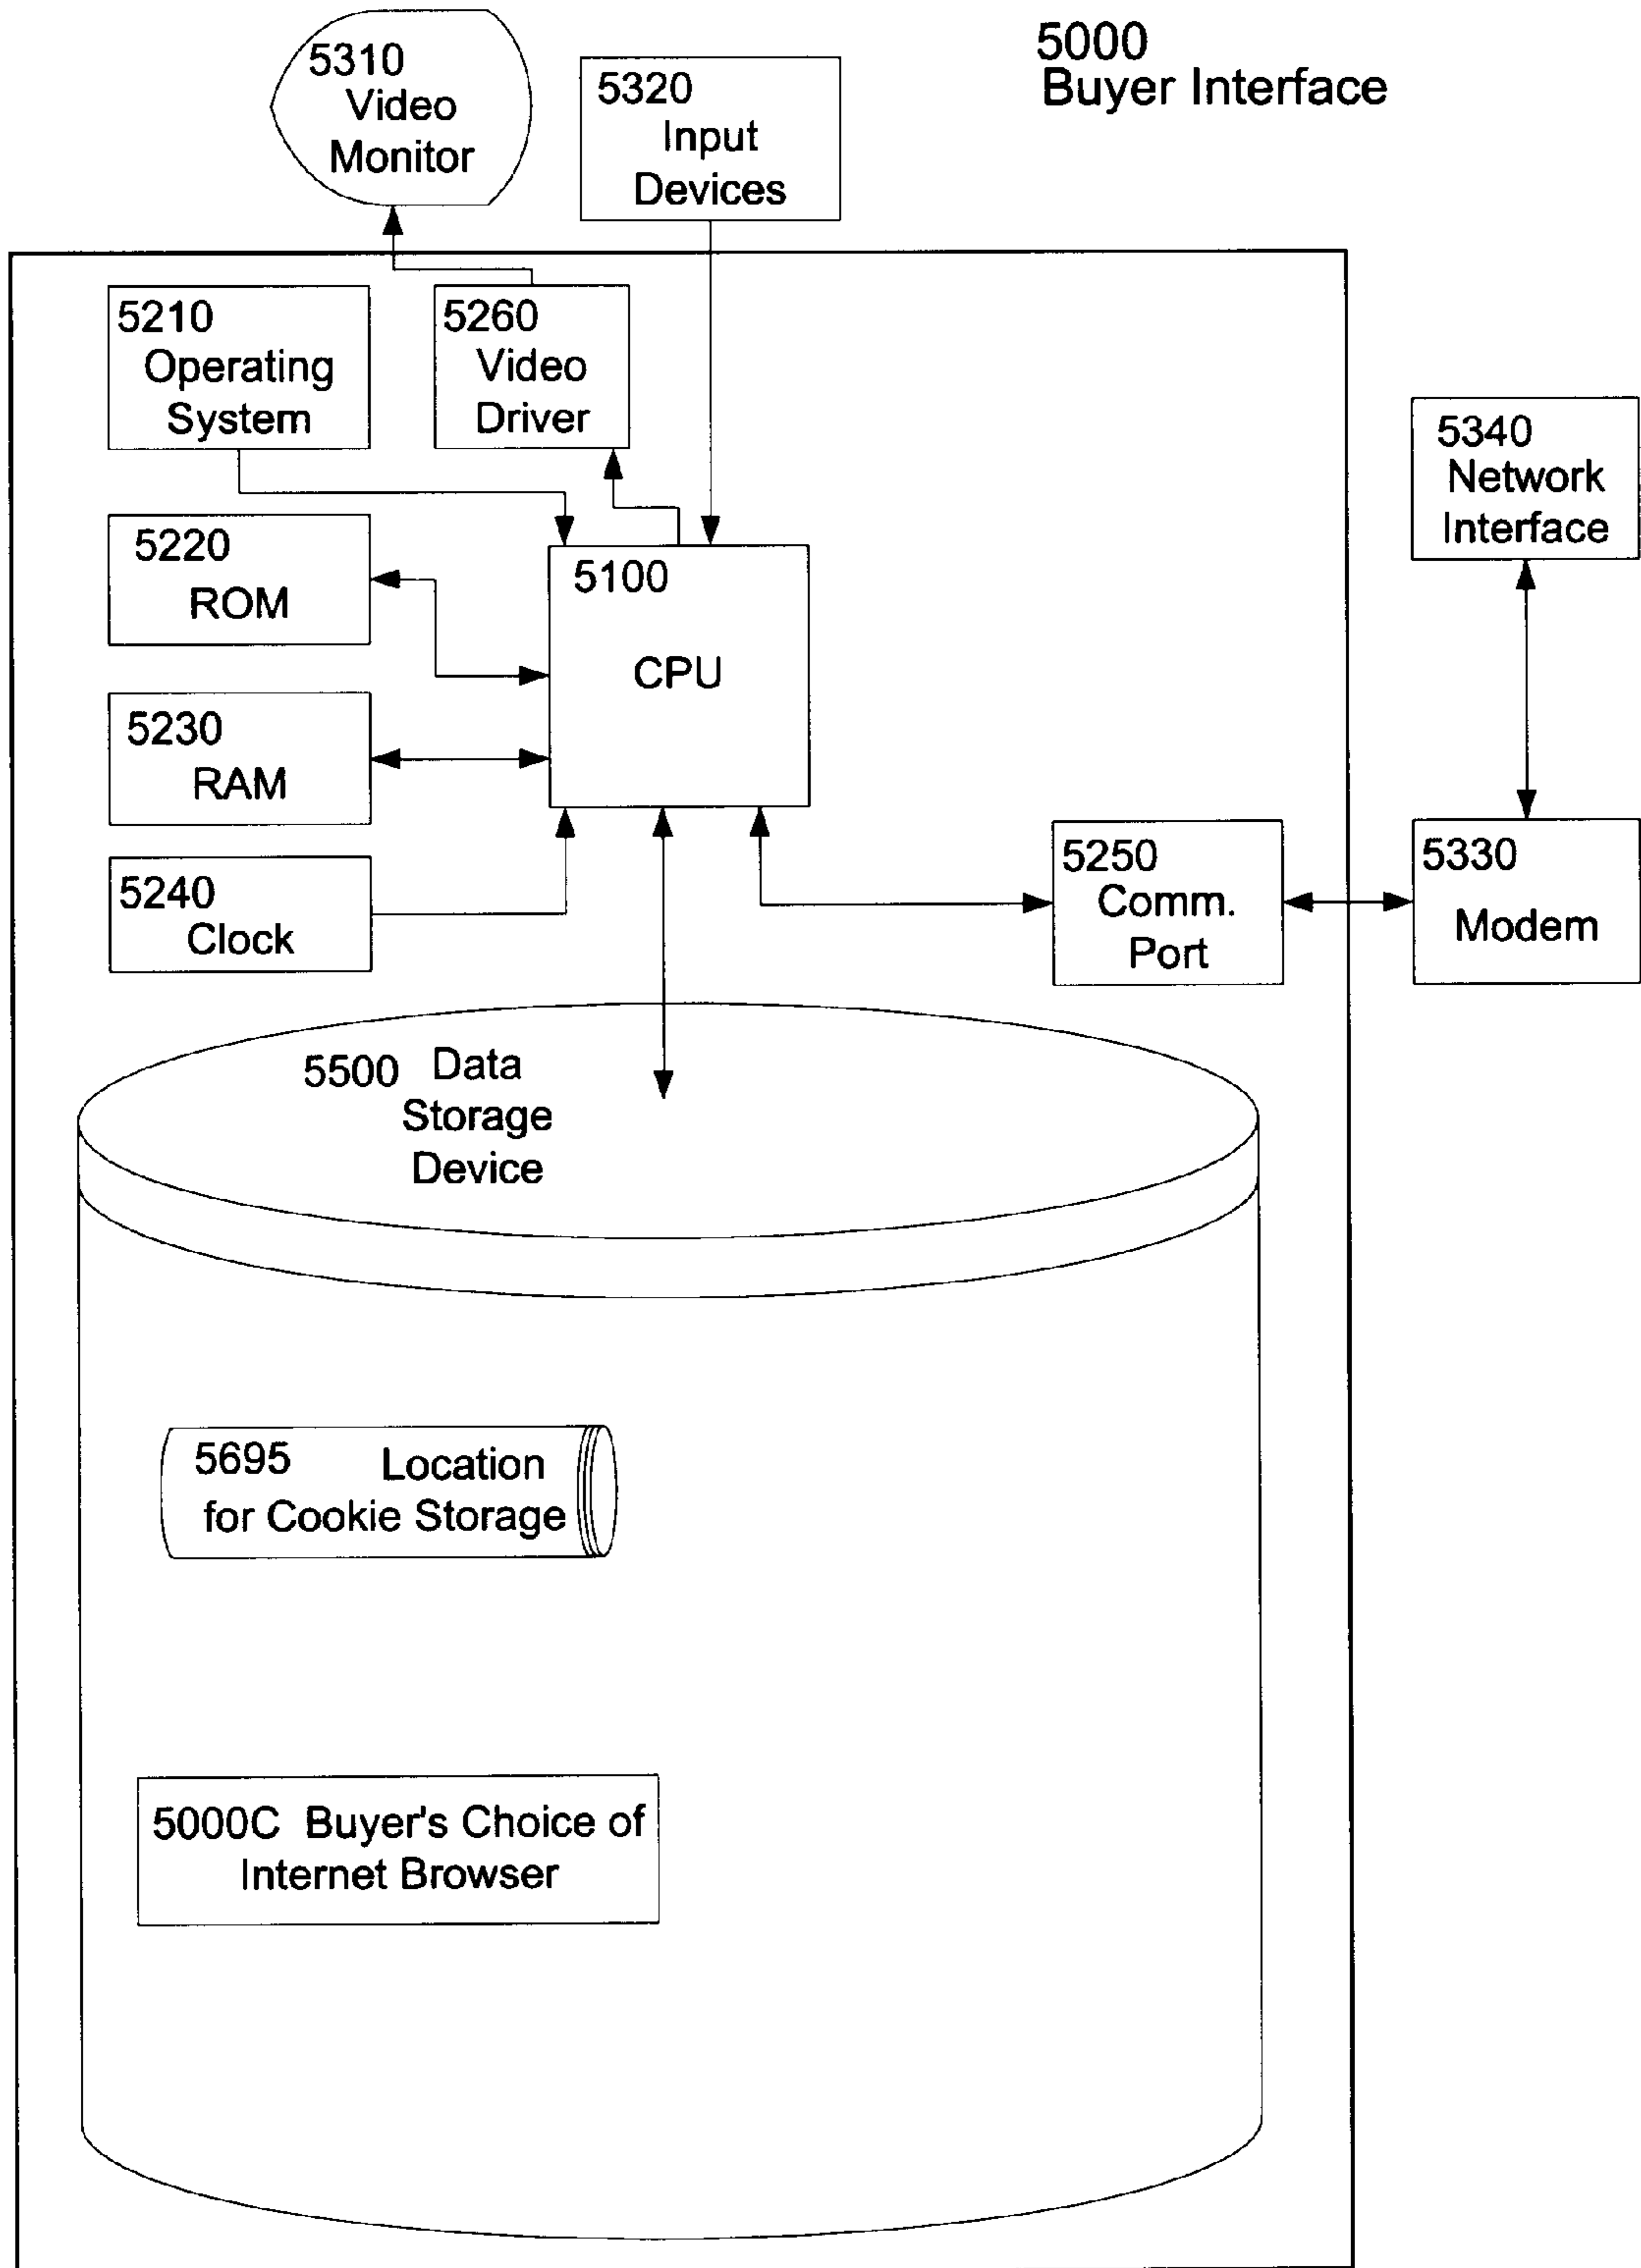 5000
Buyer Interface
5310
Video
Monitor
5320
Input
Devices
5210
Operating
System
5260
Video
Driver
5340
Network
Interface
5220
ROM
5100
CPU
5230
RAM
5240
Clock
5250
Comm.
Port
5330
Modem
5500 Data
Storage
Device
5695 Location
for Cookie Storage
5000C Buyer's Choice of
Internet Browser